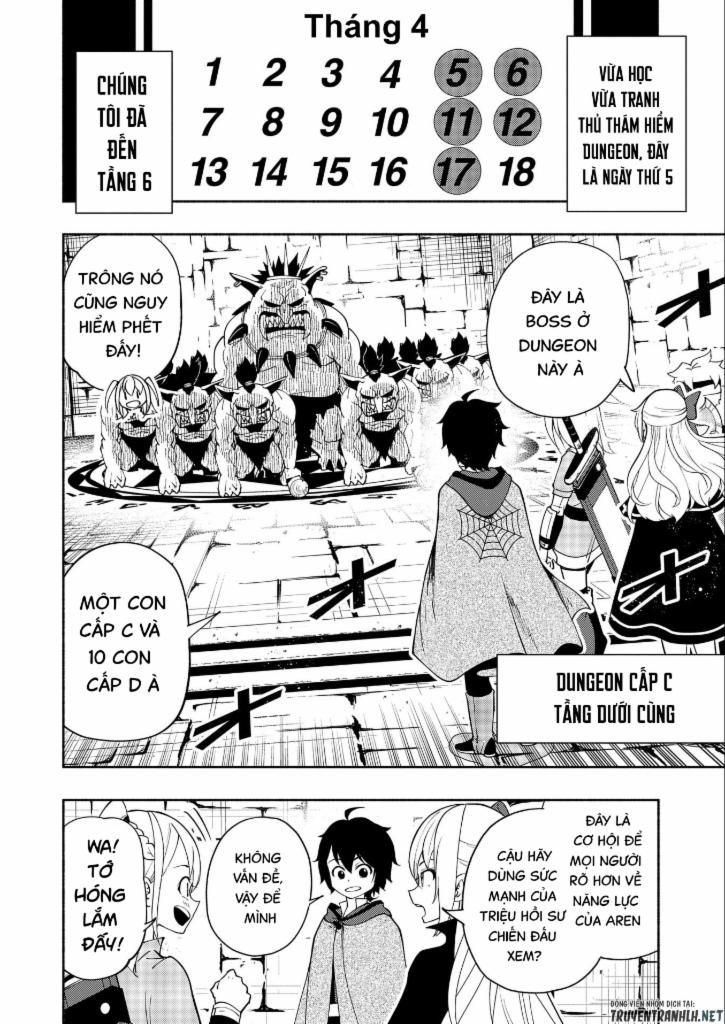 Tháng 4
1 2 3 4 5 6
7 8 9 10 11 12
13 14 15 16 17 18
VỪA HỌC
VỪA TRANH
THỦ THÁM HIỂM
DUNGEON, ĐÂY
LÀ NGÀY THỨ 5
CHÚNG
TÔI ĐÃ
ĐẾN
TẦNG 6
ĐÂY LÀ
BOSS Ở
DUNGEON
NÀY À
TRÔNG NÓ
CŨNG NGUY
HIỂM PHẾT
ĐẤY!
MỘT CON
CẤP C VÀ
10 CON
CẤP D À
DUNGEON CẤP C
TẦNG DƯỚI CÙNG
ĐÂY LÀ
CƠ HỘI ĐỂ
MỌI NGƯỜI
RÕ HƠN VỀ
NĂNG LỰC
CỦA AREN
CẬU HÃY
DÙNG SỨC
MẠNH CỦA
TRIỆU HỒI SƯ
CHIẾN ĐẤU
XEM?
KHÔNG
VẤN ĐỀ,
VẬY ĐỂ
MÌNH
WA!
TỚ
HÓNG
LẮM
ĐẤY!
ĐỘNG VIÊN NHÓM DỊCH TẠI:
TRUYENTRANHLH.NET